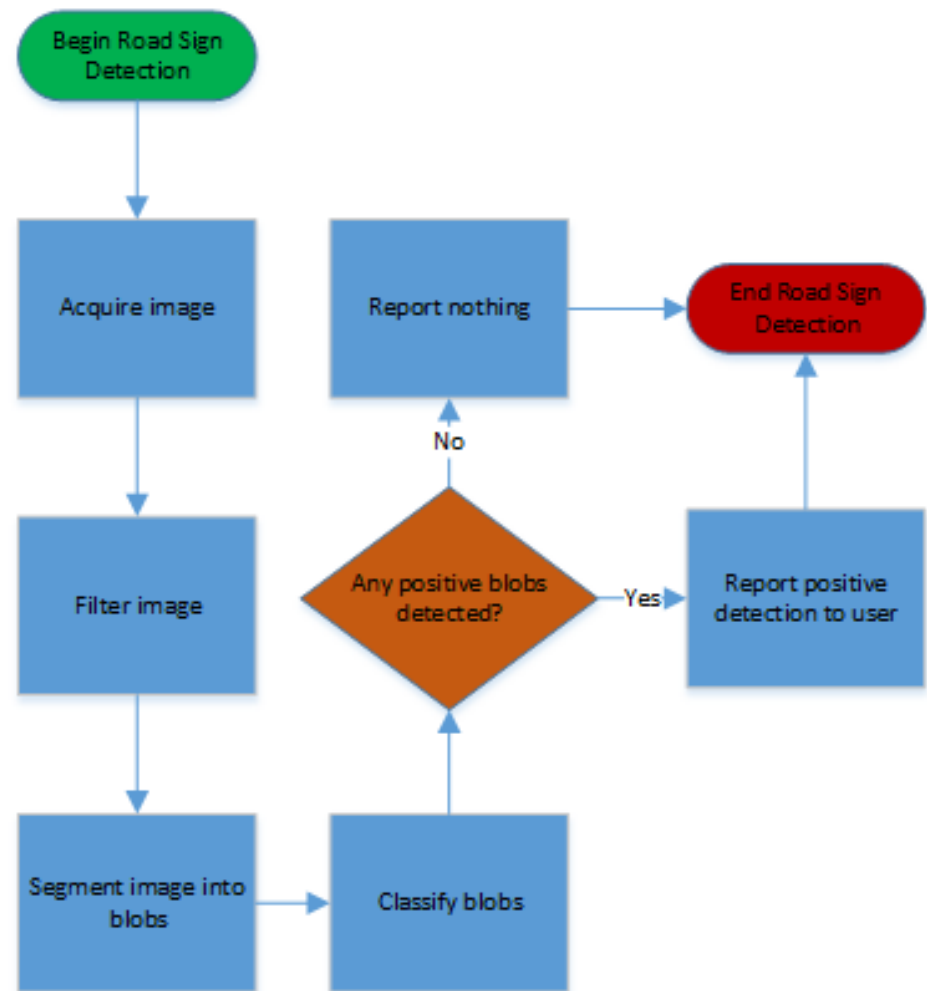 Begin Road Sign
Detection
Acquire image
Filter image
Segment image into
blobs
Classify blobs
Any positive blobs
detected?
No
Report nothing
Yes
Report positive
detection to user
End Road Sign
Detection